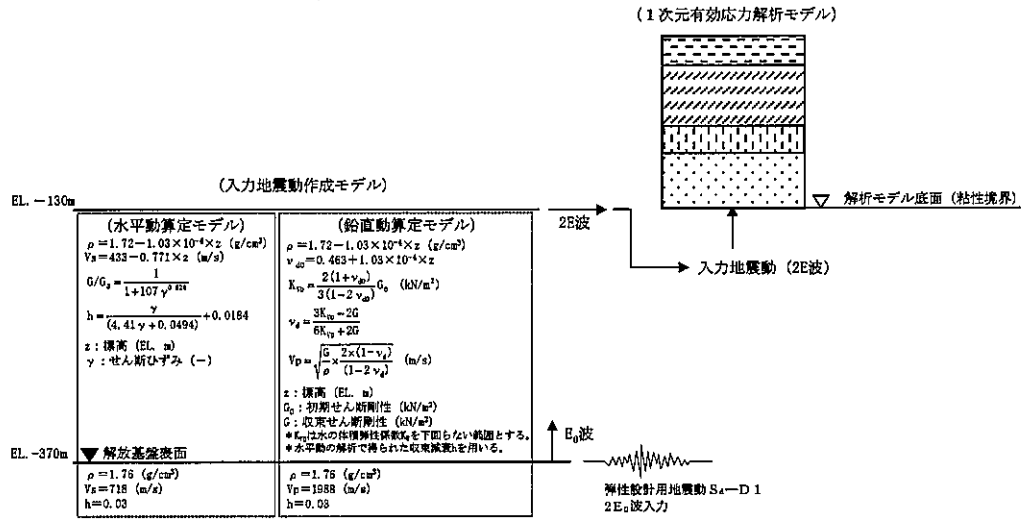 (1次元有効応力解析モデル)
(入力地震動作成モデル)
EL. -130m
2E波
解析モデル底面 (粘性境界)
入力地震動 (2E波)
(水平動算定モデル)
ρ=1.72-1.03×10⁻⁴×z (g/cm³)
Vs=433-0.771×z (m/s)
G/G₀=1/(1+107γ^0.824)
h=γ/(4.41γ+0.0494)+0.0184
z:標高 (EL. m)
γ:せん断ひずみ (-)
(鉛直動算定モデル)
ρ=1.72-1.03×10⁻⁴×z (g/cm³)
ν_d0=0.463+1.03×10⁻⁴×z
K_v0=2(1+ν_d0)/3(1-2ν_d0) G₀ (kN/m²)
ν_d=(3K_v0-2G)/(6K_v0+2G)
Vp=√(G/ρ×2×(1-ν_d)/(1-2ν_d)) (m/s)
z:標高 (EL. m)
G₀:初期せん断剛性 (kN/m²)
G:収束せん断剛性 (kN/m²)
*K_v0は水の体積弾性係数K_fを下回らない範囲とする。
*水平動の解析で得られた収束減衰hを用いる。
EL.-370m
解放基盤表面
E₀波
ρ=1.76 (g/cm³)
Vs=718 (m/s)
h=0.03
ρ=1.76 (g/cm³)
Vp=1988 (m/s)
h=0.03
弾性設計用地震動Sd-D1
2E₀波入力